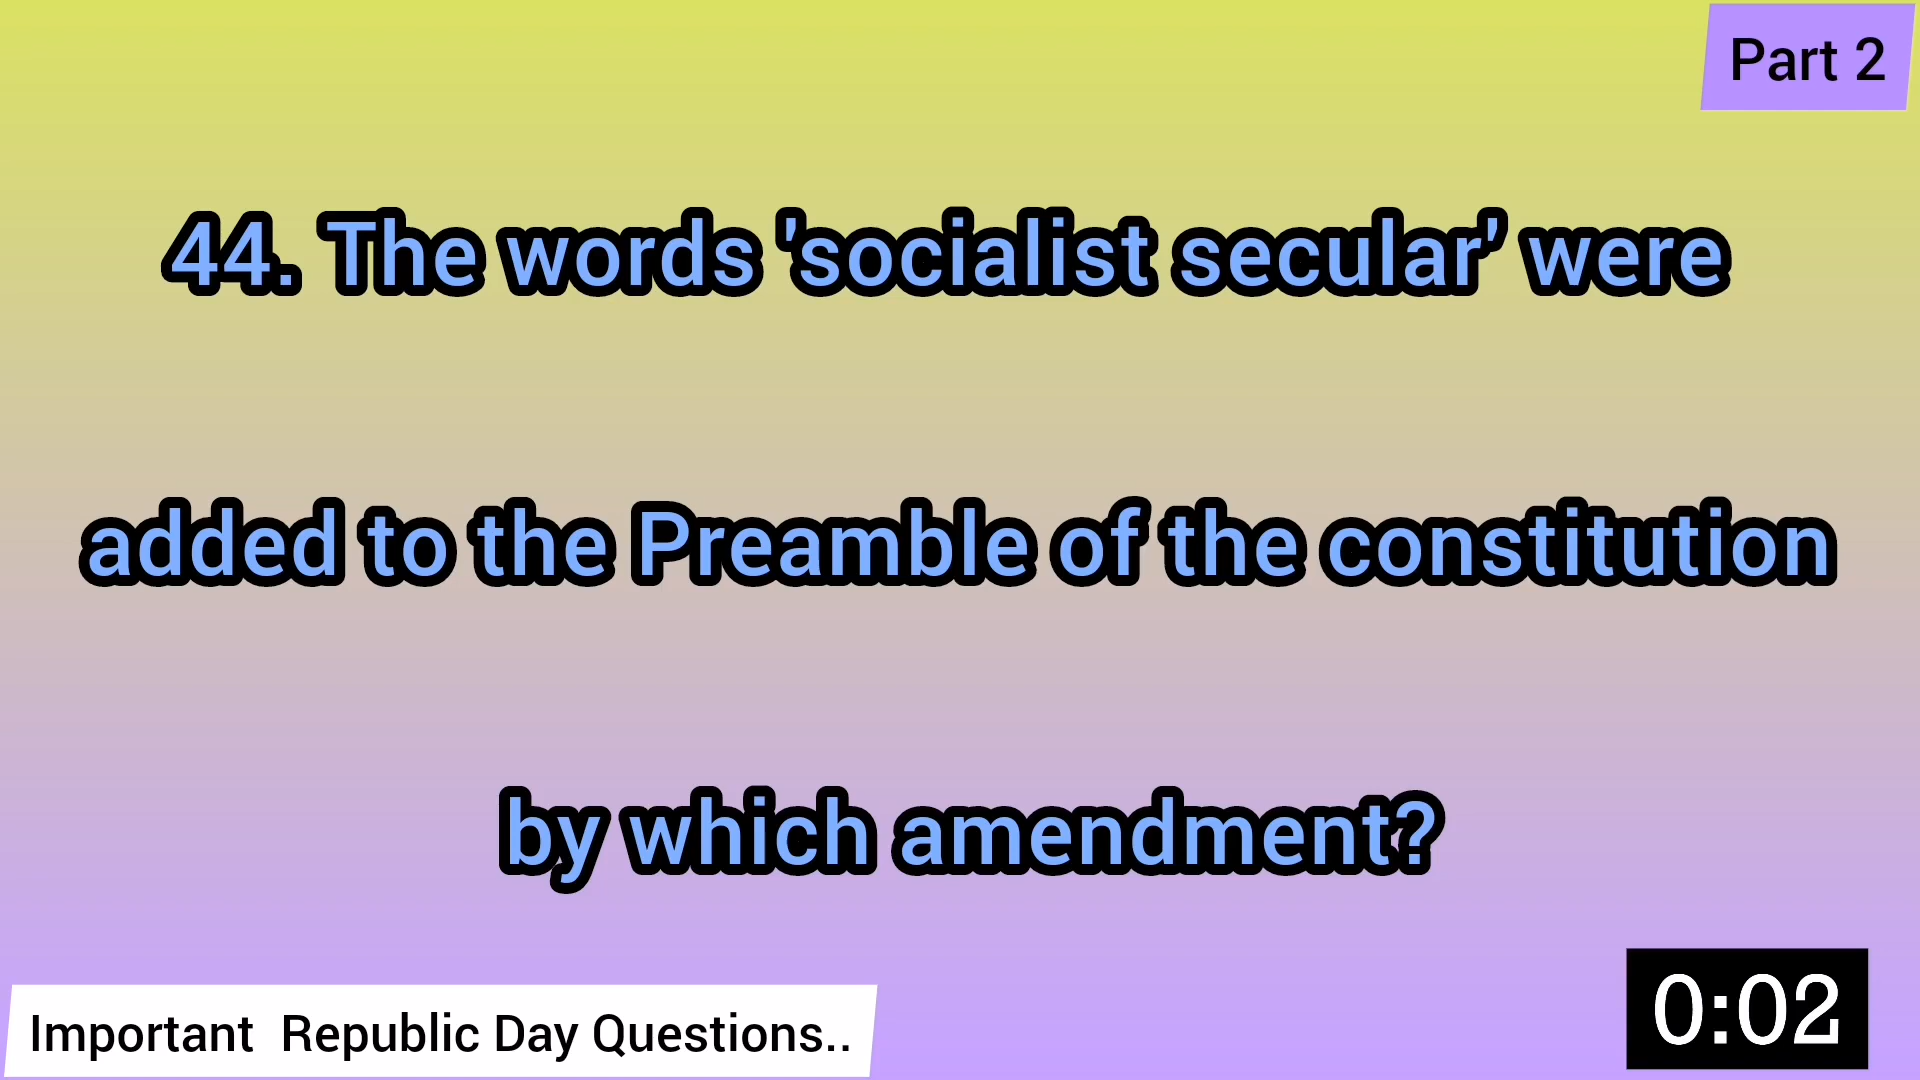 Part 2
44. The words 'socialist secular' were
added to the Preamble of the constitution
by which amendment?
Important  Republic Day Questions..
0:02